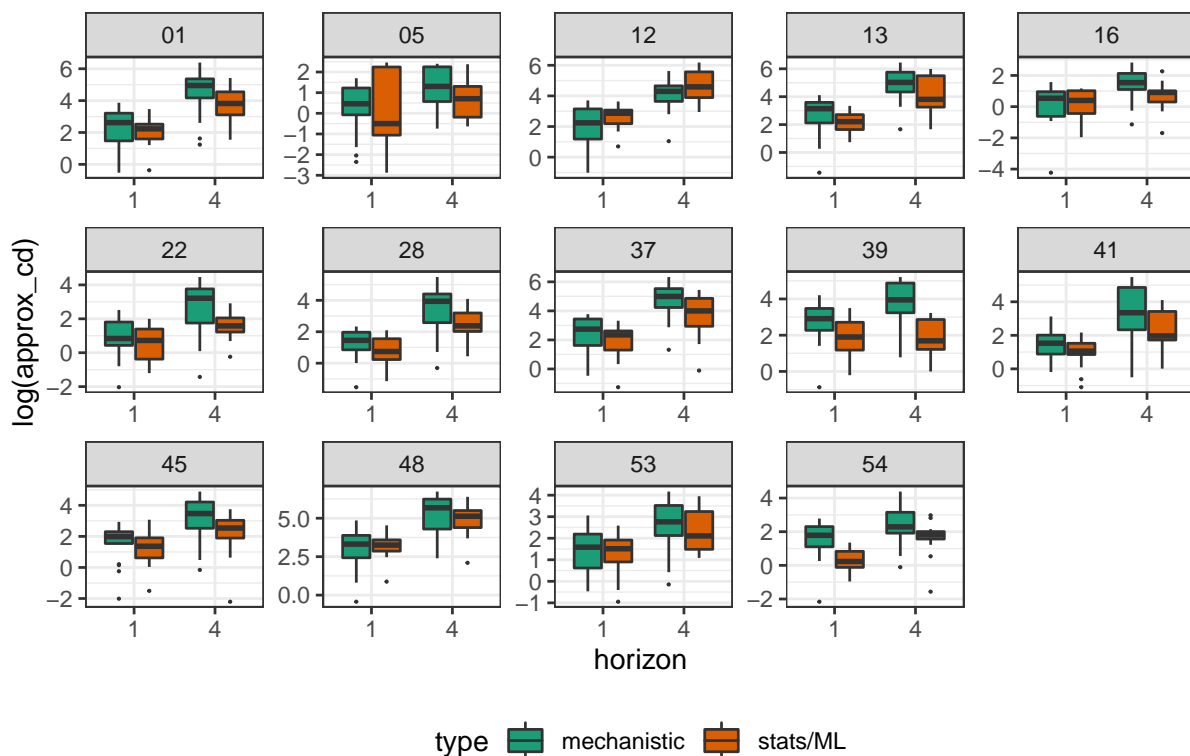 01 05 12 13 16
6 2 6 6 2
4 1 4 4 0
2 0 2 2 −2
0 −1 0 0 −4
−2
−3
1 4 1 4 1 4 1 4 1 4
22 28 37 39 41
4 4 6 4 4
2 2 4 2 2
0 0 2 0 0
−2 0
1 4 1 4 1 4 1 4 1 4
45 48 53 54
4 5.0 4 4
2 2.5 3 2
0 0.0 2 0
−2 1 −2
0
−1
1 4 1 4 1 4 1 4
log(approx_cd)
horizon
type mechanistic stats/ML